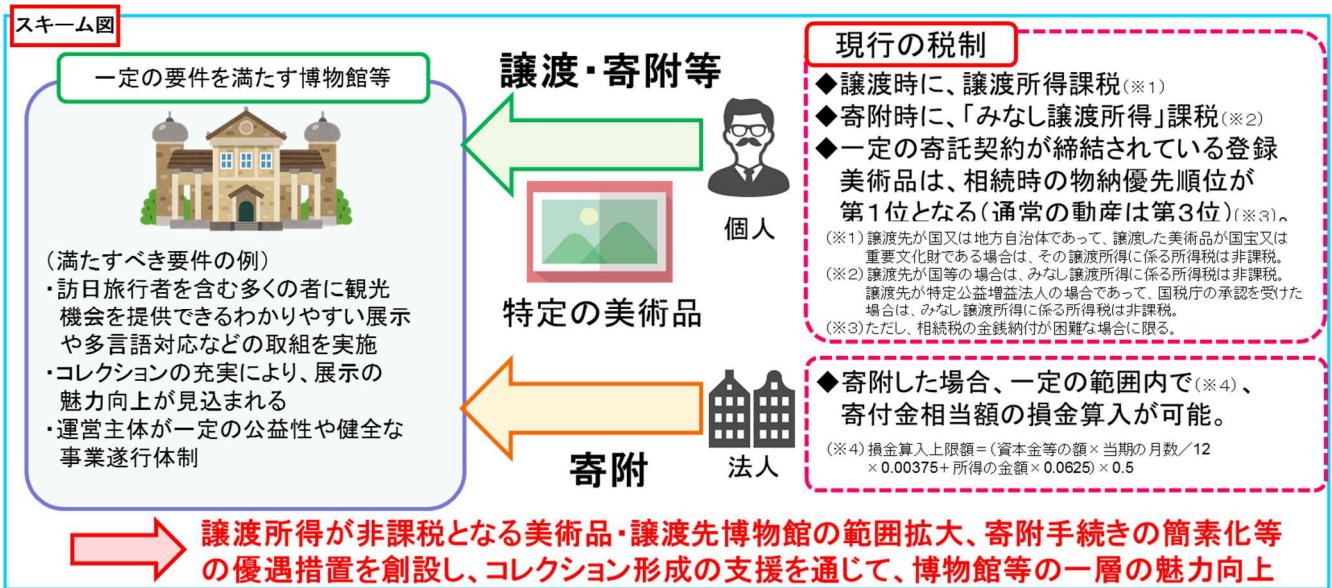 スキーム図
一定の要件を満たす博物館等
(満たすべき要件の例)
・訪日旅行者を含む多くの者に観光
機会を提供できるわかりやすい展示
や多言語対応などの取組を実施
・コレクションの充実により、展示の
魅力向上が見込まれる
・運営主体が一定の公益性や健全な
事業遂行体制
譲渡・寄附等
個人
特定の美術品
寄附
法人
現行の税制
◆譲渡時に、譲渡所得課税(※1)
◆寄附時に、「みなし譲渡所得」課税(※2)
◆一定の寄託契約が締結されている登録
美術品は、相続時の物納優先順位が
第1位となる(通常の動産は第3位)(※3)。
(※1)譲渡先が国又は地方自治体であって、譲渡した美術品が国宝又は
重要文化財である場合は、その譲渡所得に係る所得税は非課税。
(※2)譲渡先が国等の場合は、みなし譲渡所得に係る所得税は非課税。
譲渡先が特定公益増益法人の場合であって、国税庁の承認を受けた
場合は、みなし譲渡所得に係る所得税は非課税。
(※3)ただし、相続税の金銭納付が困難な場合に限る。
◆寄附した場合、一定の範囲内で(※4)、
寄付金相当額の損金算入が可能。
(※4)損金算入上限額=(資本金等の額×当期の月数/12
×0.00375+所得の金額×0.0625)×0.5
譲渡所得が非課税となる美術品・譲渡先博物館の範囲拡大、寄附手続きの簡素化等
の優遇措置を創設し、コレクション形成の支援を通じて、博物館等の一層の魅力向上